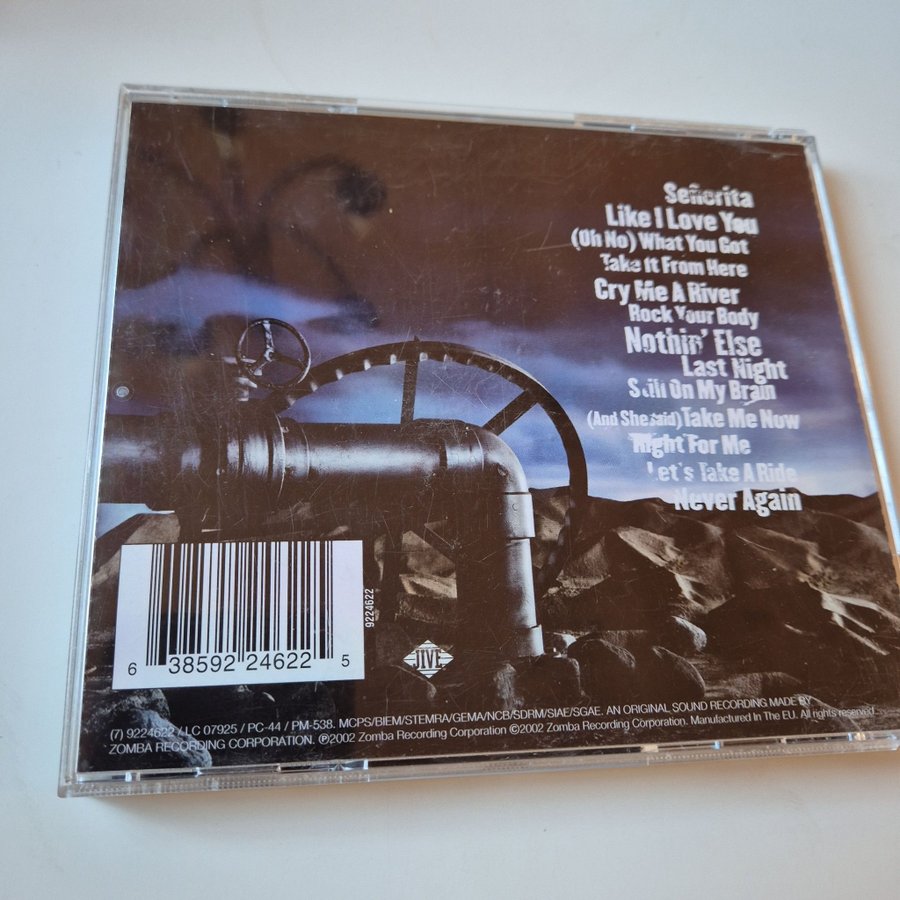 Señorita
Like I Love You
(Oh No) What You Got
Take It From Here
Cry Me A River
Rock Your Body
Nothin' Else
Last Night
Still On My Brain
(And She said) Take Me Now
Right For Me
Let's Take A Ride
Never Again
9224622
6 38592 24622 5
JIVE
(7) 9224622 / LC 07925 / PC-44 / PM-538. MCPS/BIEM/STEMRA/GEMA/NCB/SDRM/SIAE/SGAE. AN ORIGINAL SOUND RECORDING MADE BY
ZOMBA RECORDING CORPORATION. ℗2002 Zomba Recording Corporation ©2002 Zomba Recording Corporation. Manufactured In The EU. All rights reserved.